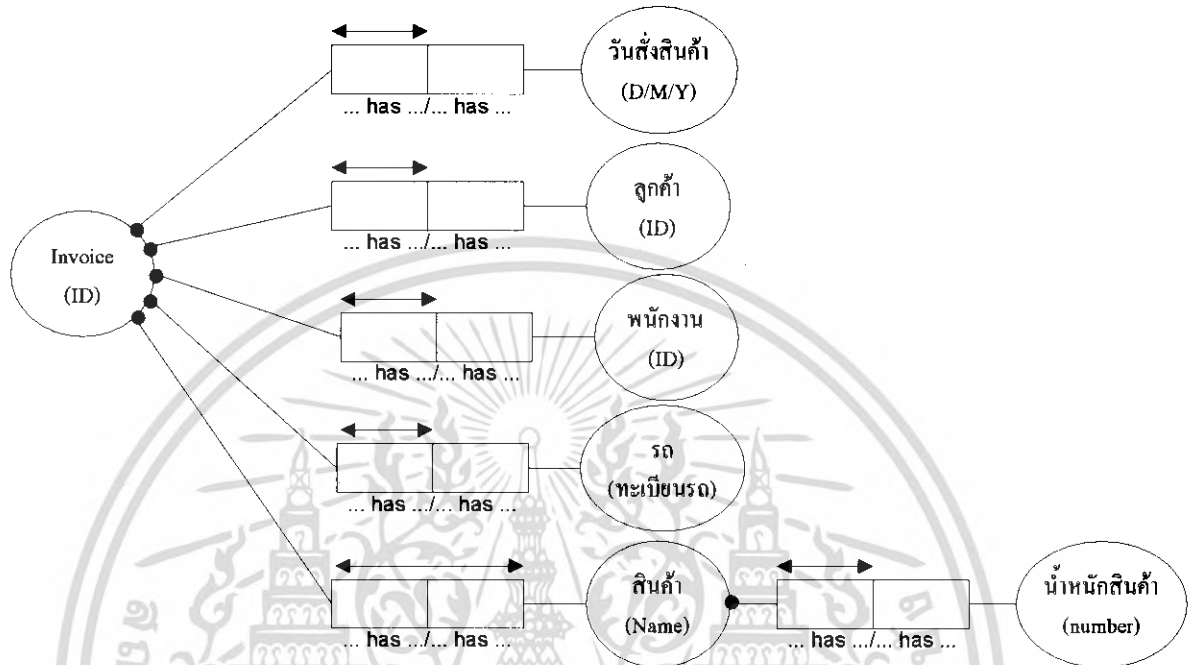 วันสั่งสินค้า
(D/M/Y)
... has .../... has ...
ลูกค้า
(ID)
... has .../... has ...
Invoice
(ID)
พนักงาน
(ID)
... has .../... has ...
รถ
(ทะเบียนรถ)
... has .../... has ...
สินค้า
(Name)
... has .../... has ...
น้ำหนักสินค้า
(number)
... has .../... has ...